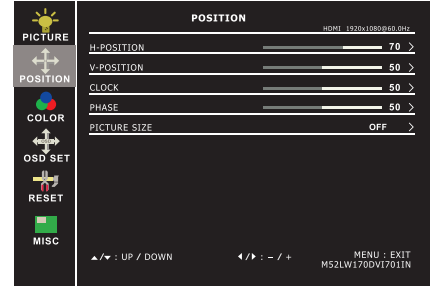 POSITION
HDMI 1920x1080@60.0Hz
PICTURE
POSITION
COLOR
OSD SET
RESET
MISC
H-POSITION 70 >
V-POSITION 50 >
CLOCK 50 >
PHASE 50 >
PICTURE SIZE OFF >
▲/▼ : UP / DOWN ◀/▶ : – / + MENU : EXIT
M52LW170DVI701IN